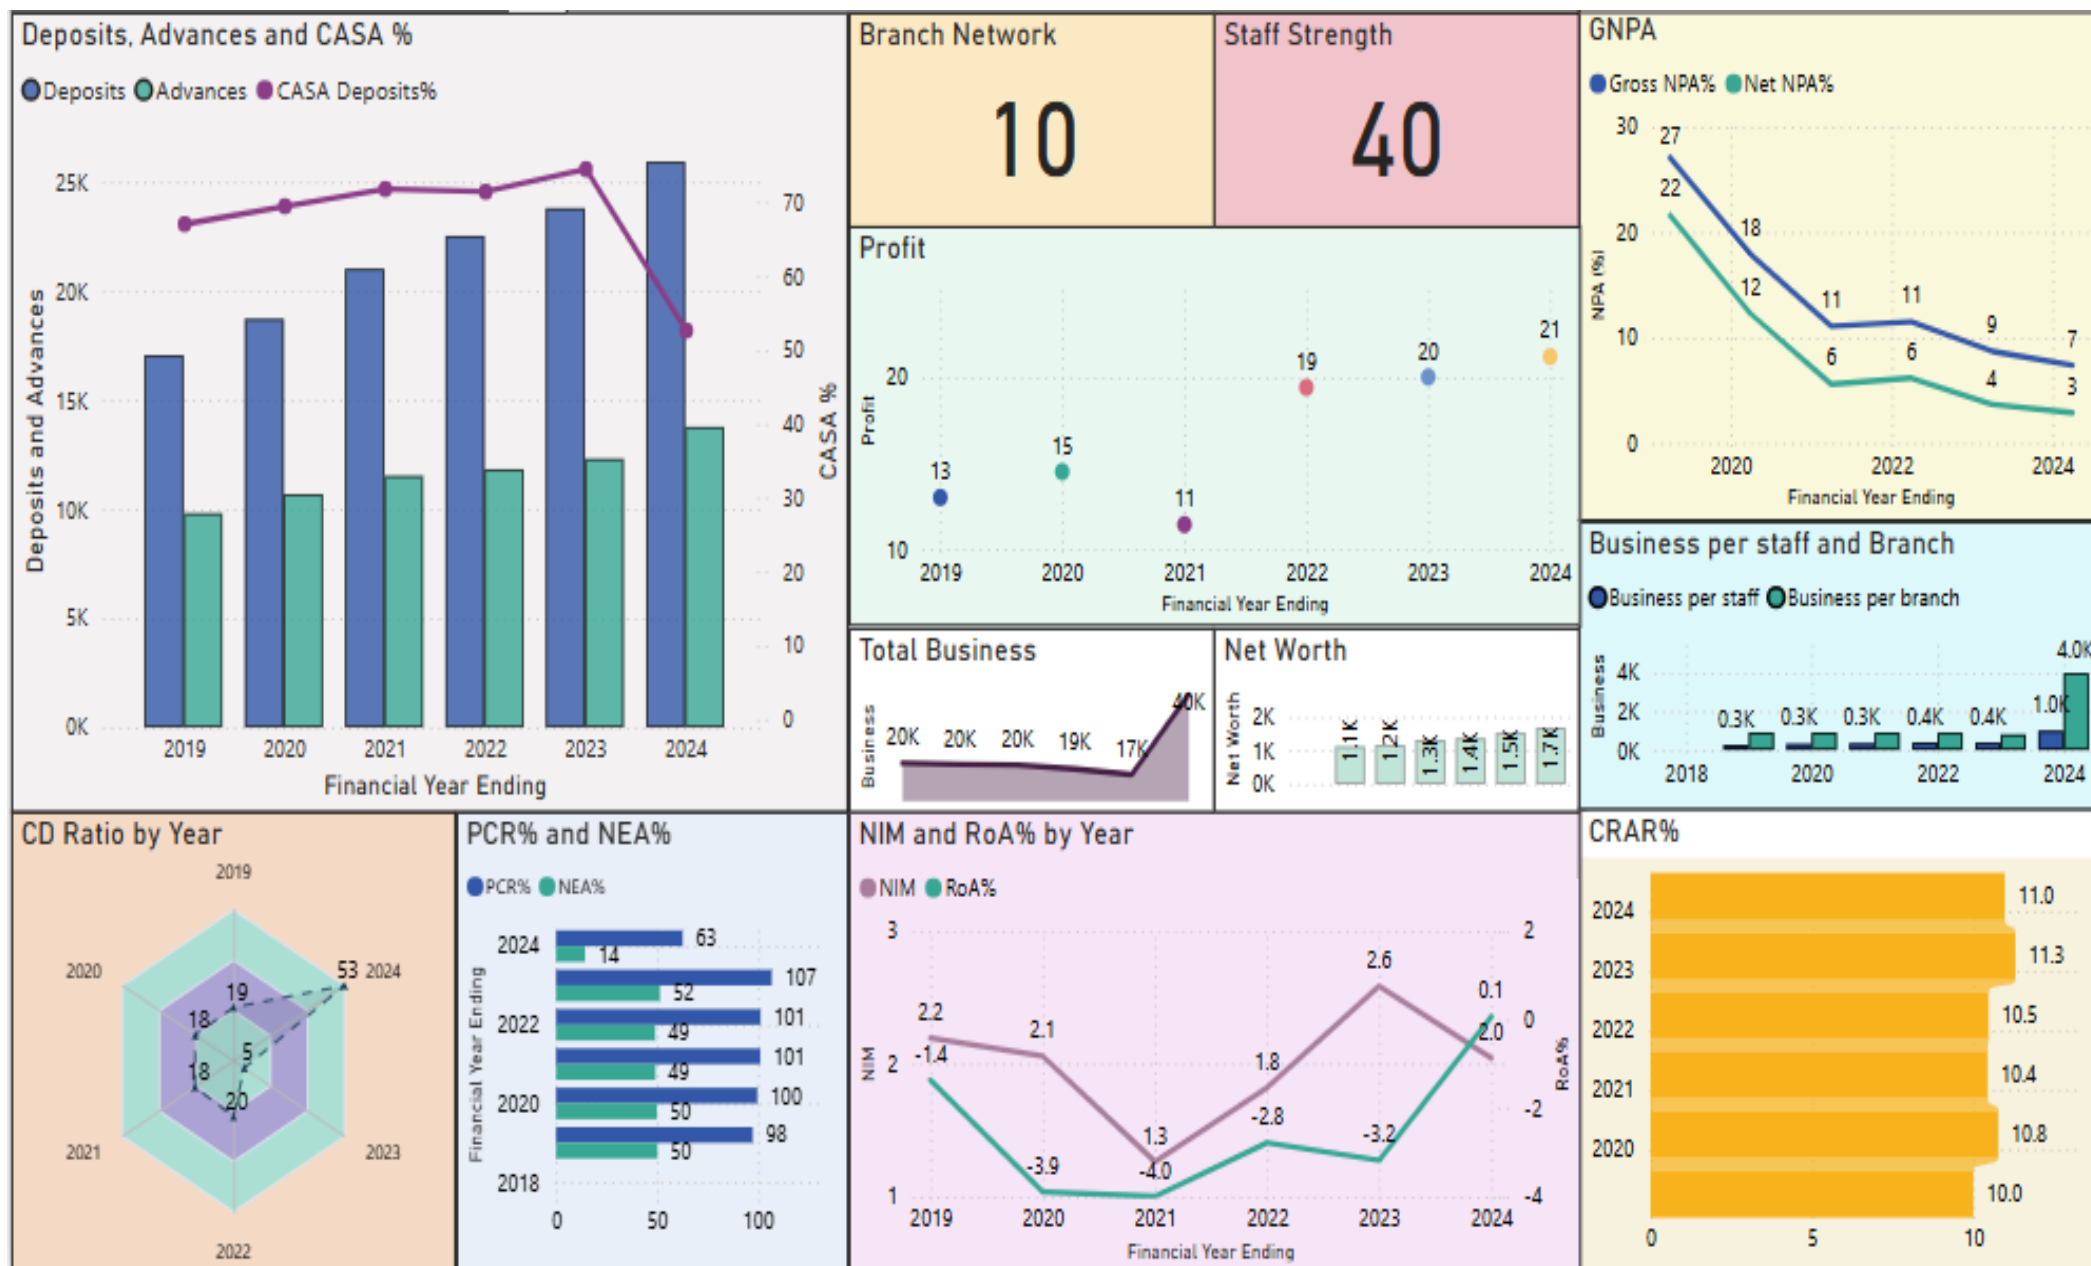 Deposits, Advances and CASA %
Deposits Advances CASA Deposits%
Deposits and Advances
25K
20K
15K
10K
5K
0K
70
60
50
40
30
20
10
0
CASA %
2019 2020 2021 2022 2023 2024
Financial Year Ending
Branch Network
10
Staff Strength
40
Profit
Profit
20
10
13
15
11
19
20
21
2019 2020 2021 2022 2023 2024
Financial Year Ending
GNPA
Gross NPA% Net NPA%
NPA (%)
30
20
10
0
27
22
18
12
11
6
11
6
9
4
7
3
2020 2022 2024
Financial Year Ending
Total Business
Business
20K 20K 20K 19K 17K 40K
Net Worth
Net Worth
2K
1K
0K
1.1K 1.2K 1.3K 1.4K 1.5K 1.7K
Business per staff and Branch
Business per staff Business per branch
Business
4K
2K
0K
0.3K 0.3K 0.3K 0.4K 0.4K 1.0K
4.0K
2018 2020 2022 2024
CD Ratio by Year
2019
2024
2023
2022
2021
2020
19
53
5
20
18
18
PCR% and NEA%
PCR% NEA%
Financial Year Ending
2024
2022
2020
2018
63
14
107
52
101
49
101
49
100
50
98
50
0 50 100
NIM and RoA% by Year
NIM RoA%
NIM
3
2
1
2.2
2.1
1.3
1.8
2.6
2.0
-1.4
-3.9
-4.0
-2.8
-3.2
0.1
2
0
-2
-4
RoA%
2019 2020 2021 2022 2023 2024
Financial Year Ending
CRAR%
2024
2023
2022
2021
2020
11.0
11.3
10.5
10.4
10.8
10.0
0 5 10